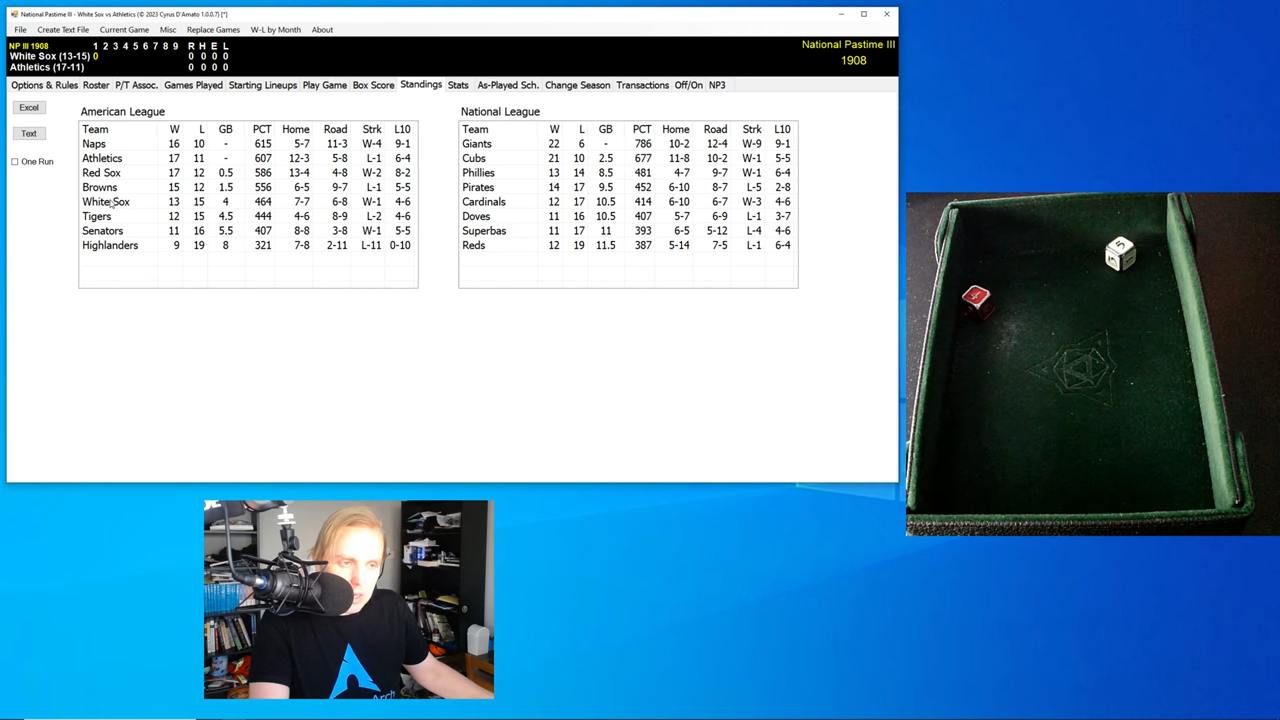 National Pastime III - White Sox vs Athletics (© 2023 Cyrus D'Amato 1.0.0.7) [*]
File Create Text File Current Game Misc Replace Games W-L by Month About
NP III 1908 1 2 3 4 5 6 7 8 9 R H E L
White Sox (13-15) 0 0 0 0 0
Athletics (17-11) 0 0 0 0
National Pastime III
1908
Options & Rules Roster P/T Assoc. Games Played Starting Lineups Play Game Box Score Standings Stats As-Played Sch. Change Season Transactions Off/On NP3
Excel
Text
One Run
American League
Team W L GB PCT Home Road Strk L10
Naps 16 10 - 615 5-7 11-3 W-4 9-1
Athletics 17 11 - 607 12-3 5-8 L-1 6-4
Red Sox 17 12 0.5 586 13-4 4-8 W-2 8-2
Browns 15 12 1.5 556 6-5 9-7 L-1 5-5
White Sox 13 15 4 464 7-7 6-8 W-1 4-6
Tigers 12 15 4.5 444 4-6 8-9 L-2 4-6
Senators 11 16 5.5 407 8-8 3-8 W-1 5-5
Highlanders 9 19 8 321 7-8 2-11 L-11 0-10
National League
Team W L GB PCT Home Road Strk L10
Giants 22 6 - 786 10-2 12-4 W-9 9-1
Cubs 21 10 2.5 677 11-8 10-2 W-1 5-5
Phillies 13 14 8.5 481 4-7 9-7 W-1 6-4
Pirates 14 17 9.5 452 6-10 8-7 L-5 2-8
Cardinals 12 17 10.5 414 6-10 6-7 W-3 4-6
Doves 11 16 10.5 407 5-7 6-9 L-1 3-7
Superbas 11 17 11 393 6-5 5-12 L-4 4-6
Reds 12 19 11.5 387 5-14 7-5 L-1 6-4
5
5